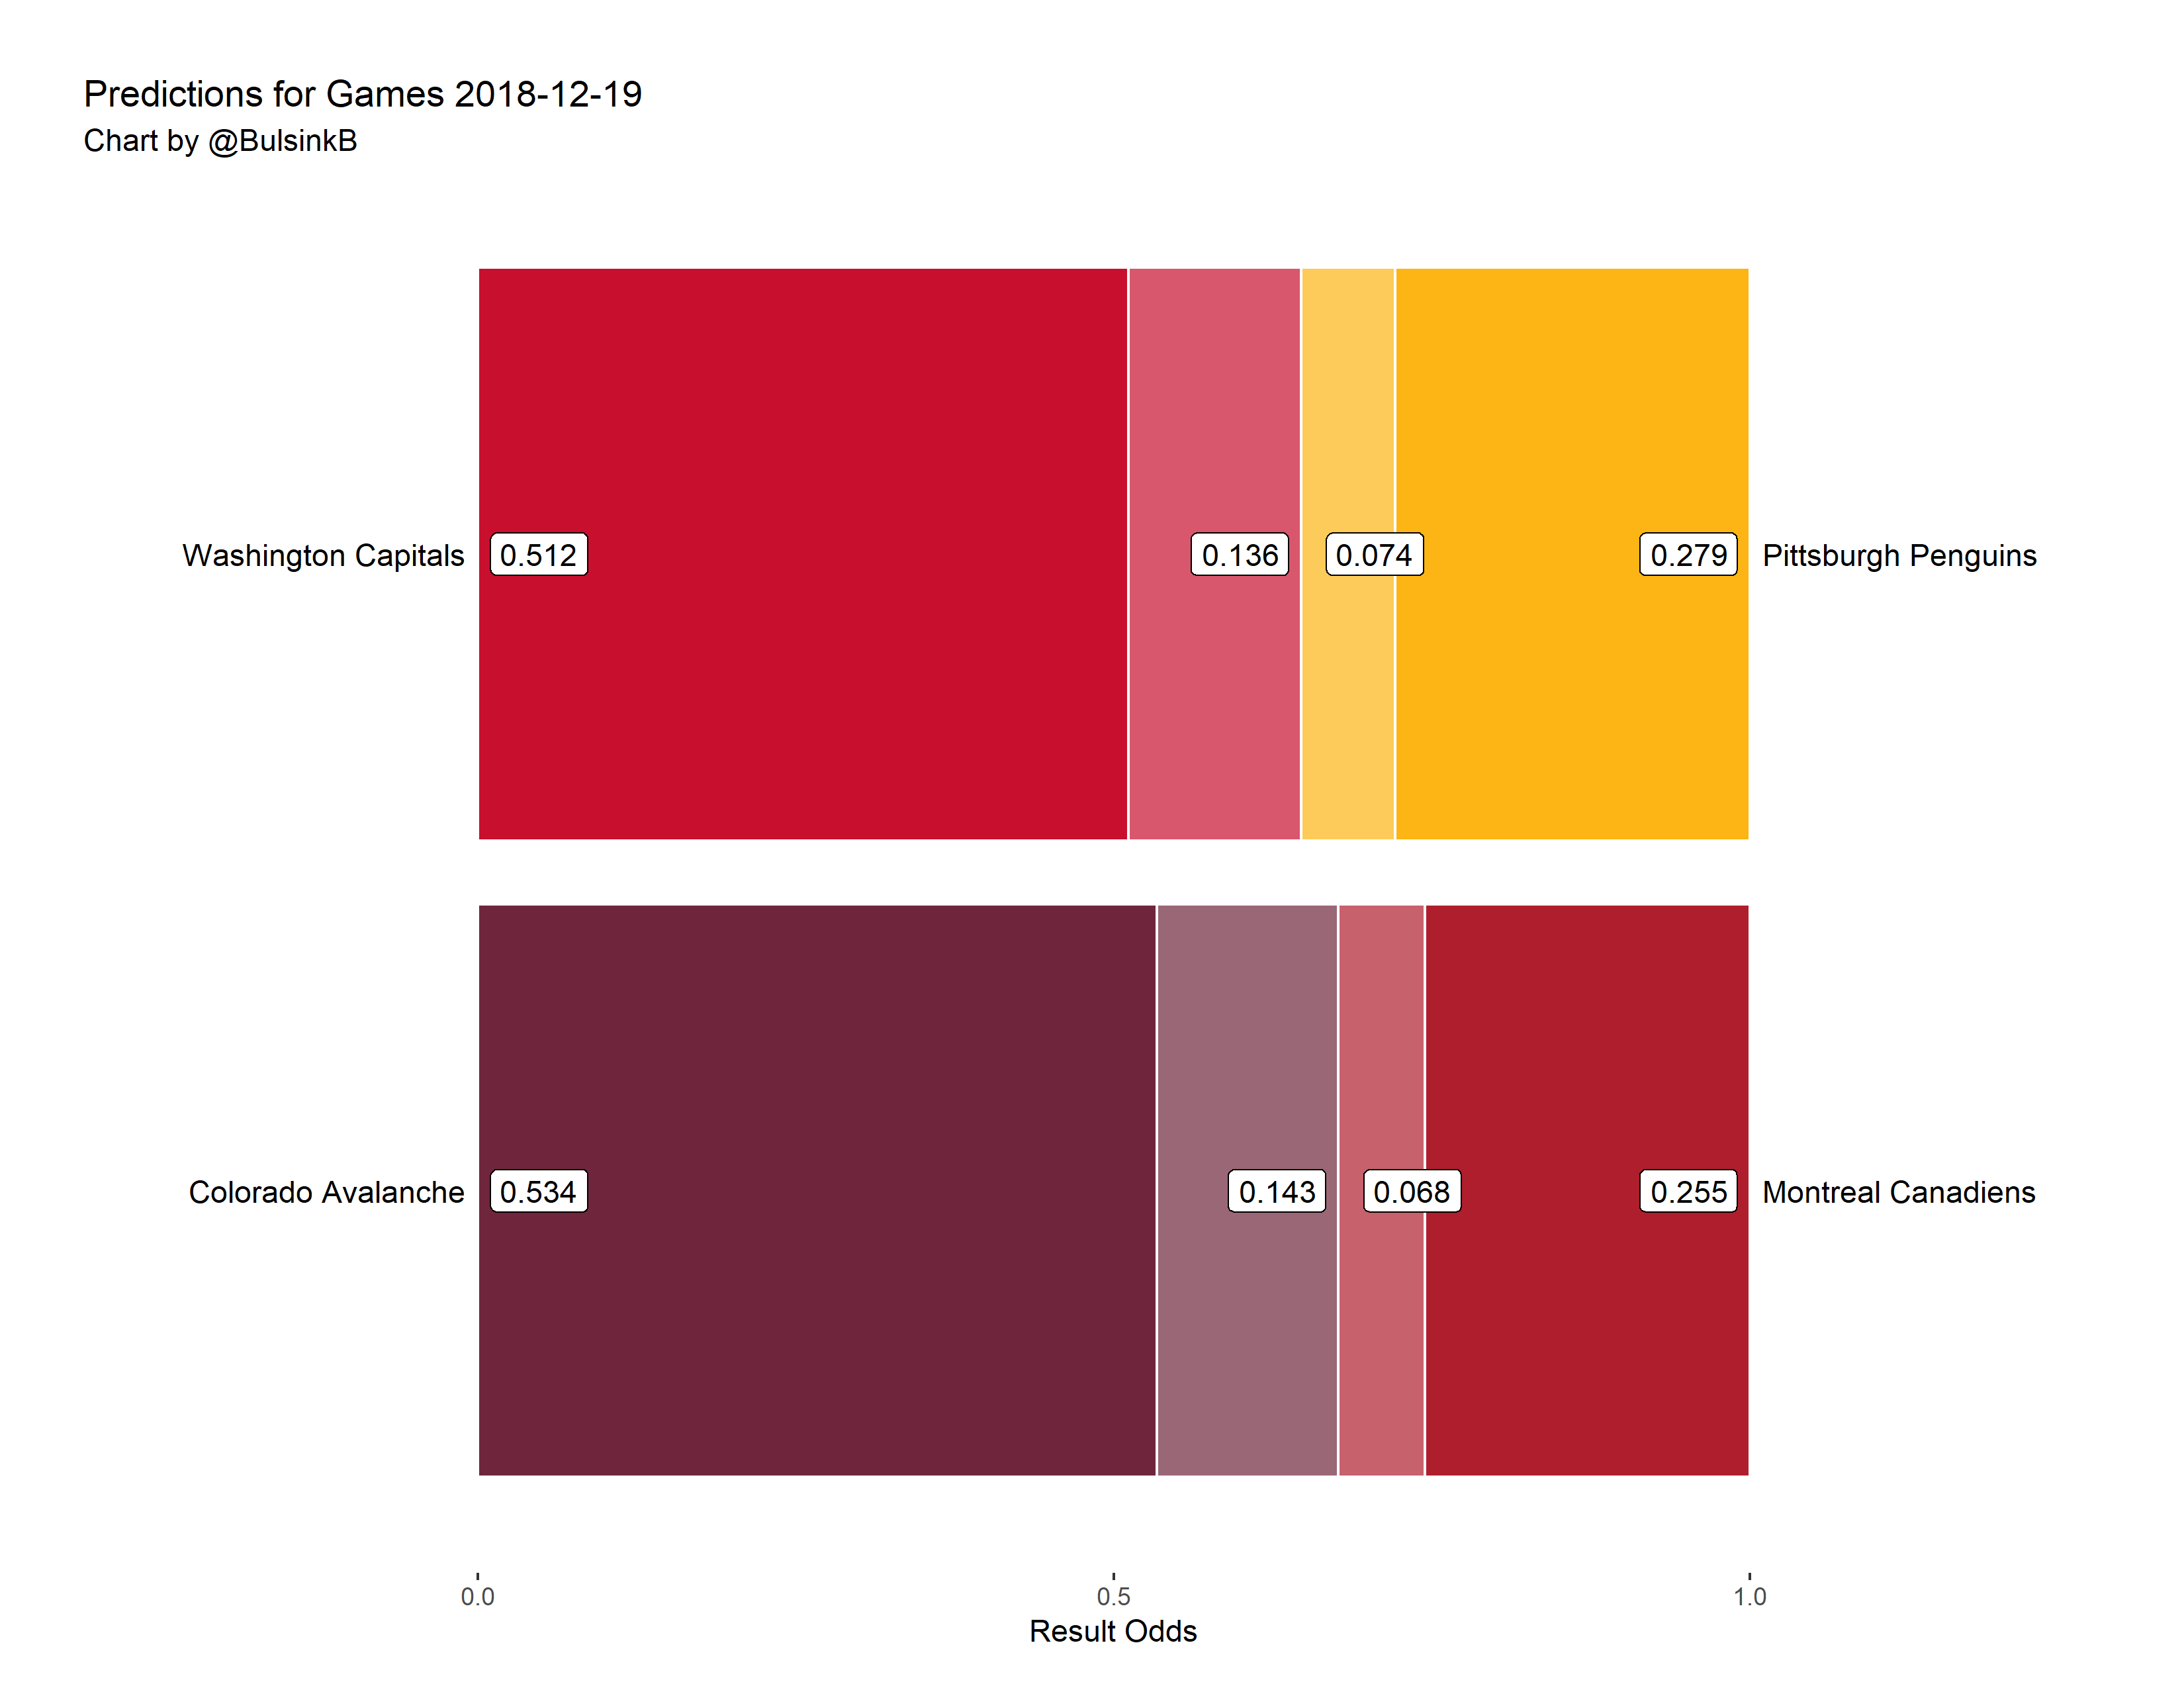 Predictions for Games 2018-12-19
Chart by @BulsinkB
Washington Capitals 0.512 0.136 0.074 0.279 Pittsburgh Penguins
Colorado Avalanche 0.534 0.143 0.068 0.255 Montreal Canadiens
0.0 0.5 1.0
Result Odds